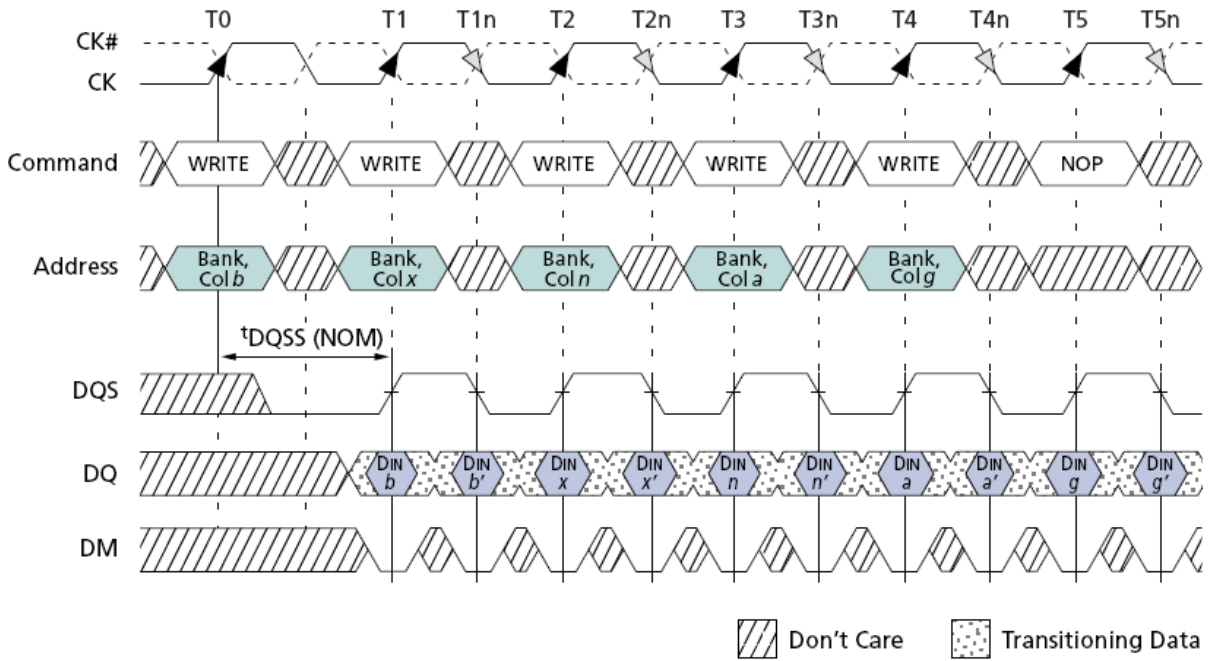 T0 T1 T1n T2 T2n T3 T3n T4 T4n T5 T5n
CK#
CK
Command WRITE WRITE WRITE WRITE WRITE NOP
Address Bank, Col b Bank, Col x Bank, Col n Bank, Col a Bank, Col g
tDQSS (NOM)
DQS
DQ DIN b DIN b' DIN x DIN x' DIN n DIN n' DIN a DIN a' DIN g DIN g'
DM
Don't Care Transitioning Data